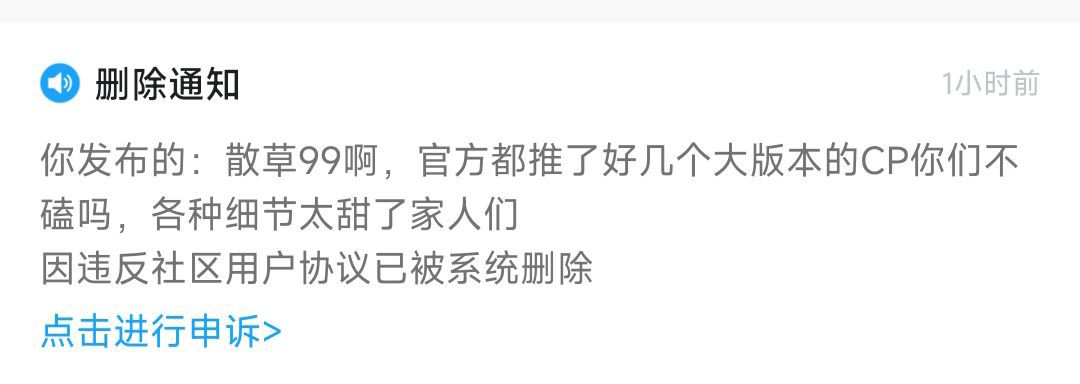 删除通知
1小时前
你发布的：散草99啊，官方都推了好几个大版本的CP你们不
磕吗，各种细节太甜了家人们
因违反社区用户协议已被系统删除
点击进行申诉>